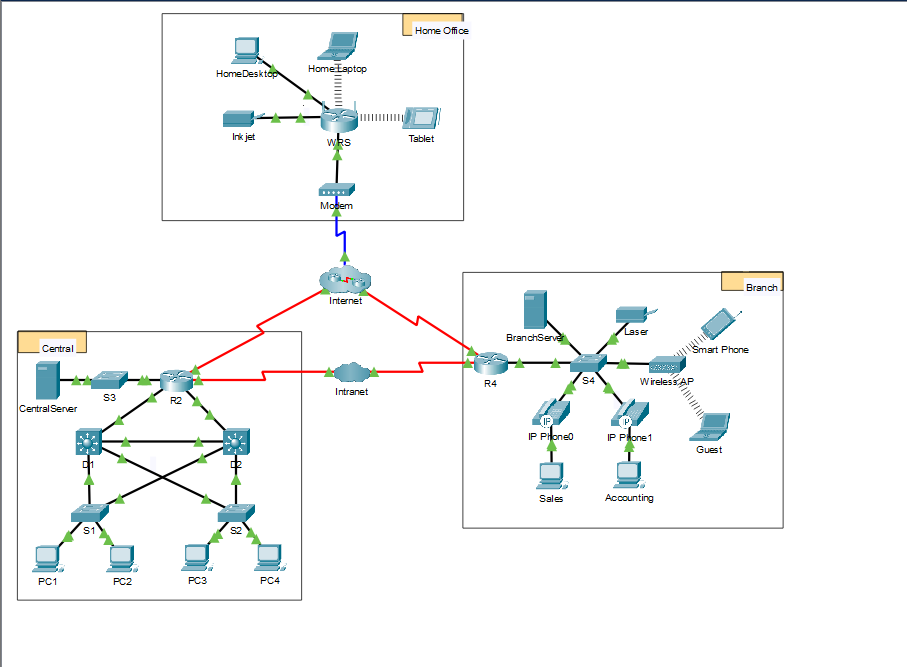 Home Office
HomeDesktop
Home Laptop
Inkjet
WRS
Tablet
Modem
Internet
Branch
BranchServer
Laser
Smart Phone
R4
S4
Wireless AP
IP
IP
IP Phone0
IP Phone1
Guest
Sales
Accounting
Intranet
Central
CentralServer
S3
R2
D1
D2
S1
S2
PC1
PC2
PC3
PC4